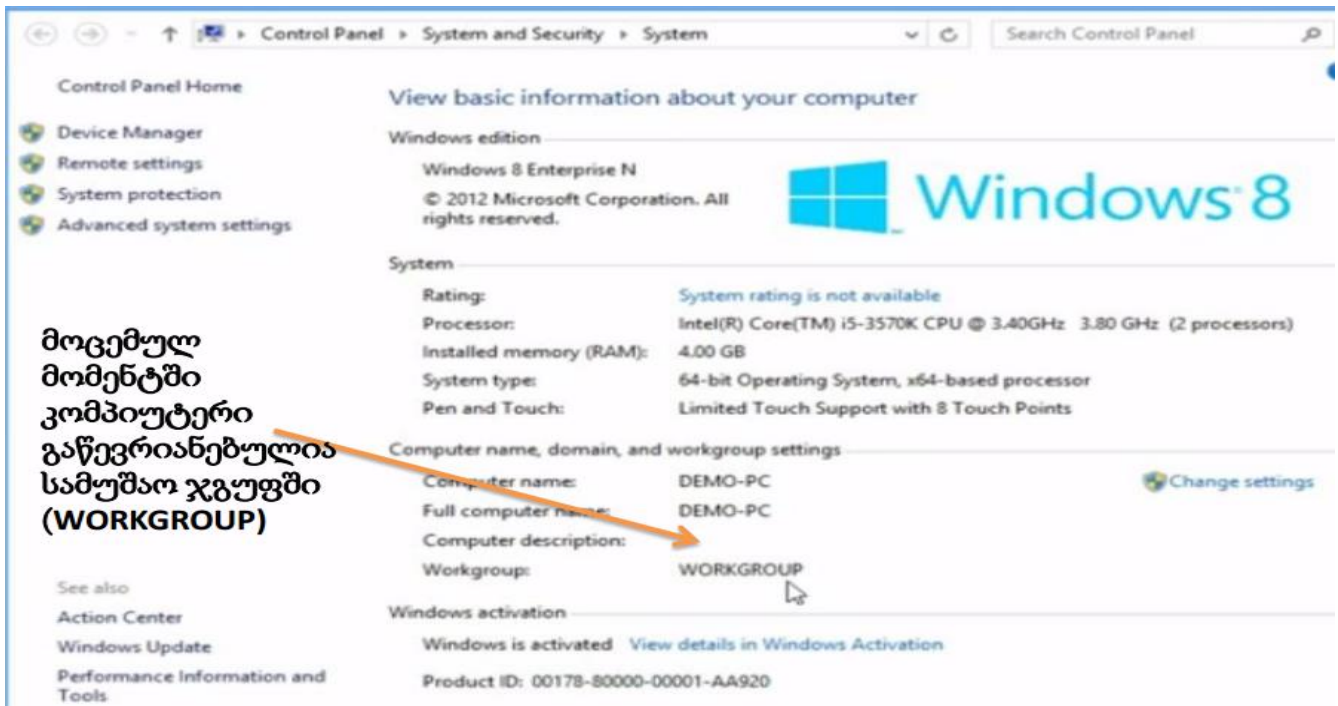 Control Panel ▸ System and Security ▸ System
Search Control Panel
Control Panel Home
Device Manager
Remote settings
System protection
Advanced system settings
მოცემულ
მომენტში
კომპიუტერი
გაწევრიანებულია
სამუშაო ჯგუფში
(WORKGROUP)
See also
Action Center
Windows Update
Performance Information and
Tools
View basic information about your computer
Windows edition
Windows 8 Enterprise N
© 2012 Microsoft Corporation. All
rights reserved.
Windows 8
System
Rating: System rating is not available
Processor: Intel(R) Core(TM) i5-3570K CPU @ 3.40GHz 3.80 GHz (2 processors)
Installed memory (RAM): 4.00 GB
System type: 64-bit Operating System, x64-based processor
Pen and Touch: Limited Touch Support with 8 Touch Points
Computer name, domain, and workgroup settings
Computer name: DEMO-PC Change settings
Full computer name: DEMO-PC
Computer description:
Workgroup: WORKGROUP
Windows activation
Windows is activated View details in Windows Activation
Product ID: 00178-80000-00001-AA920